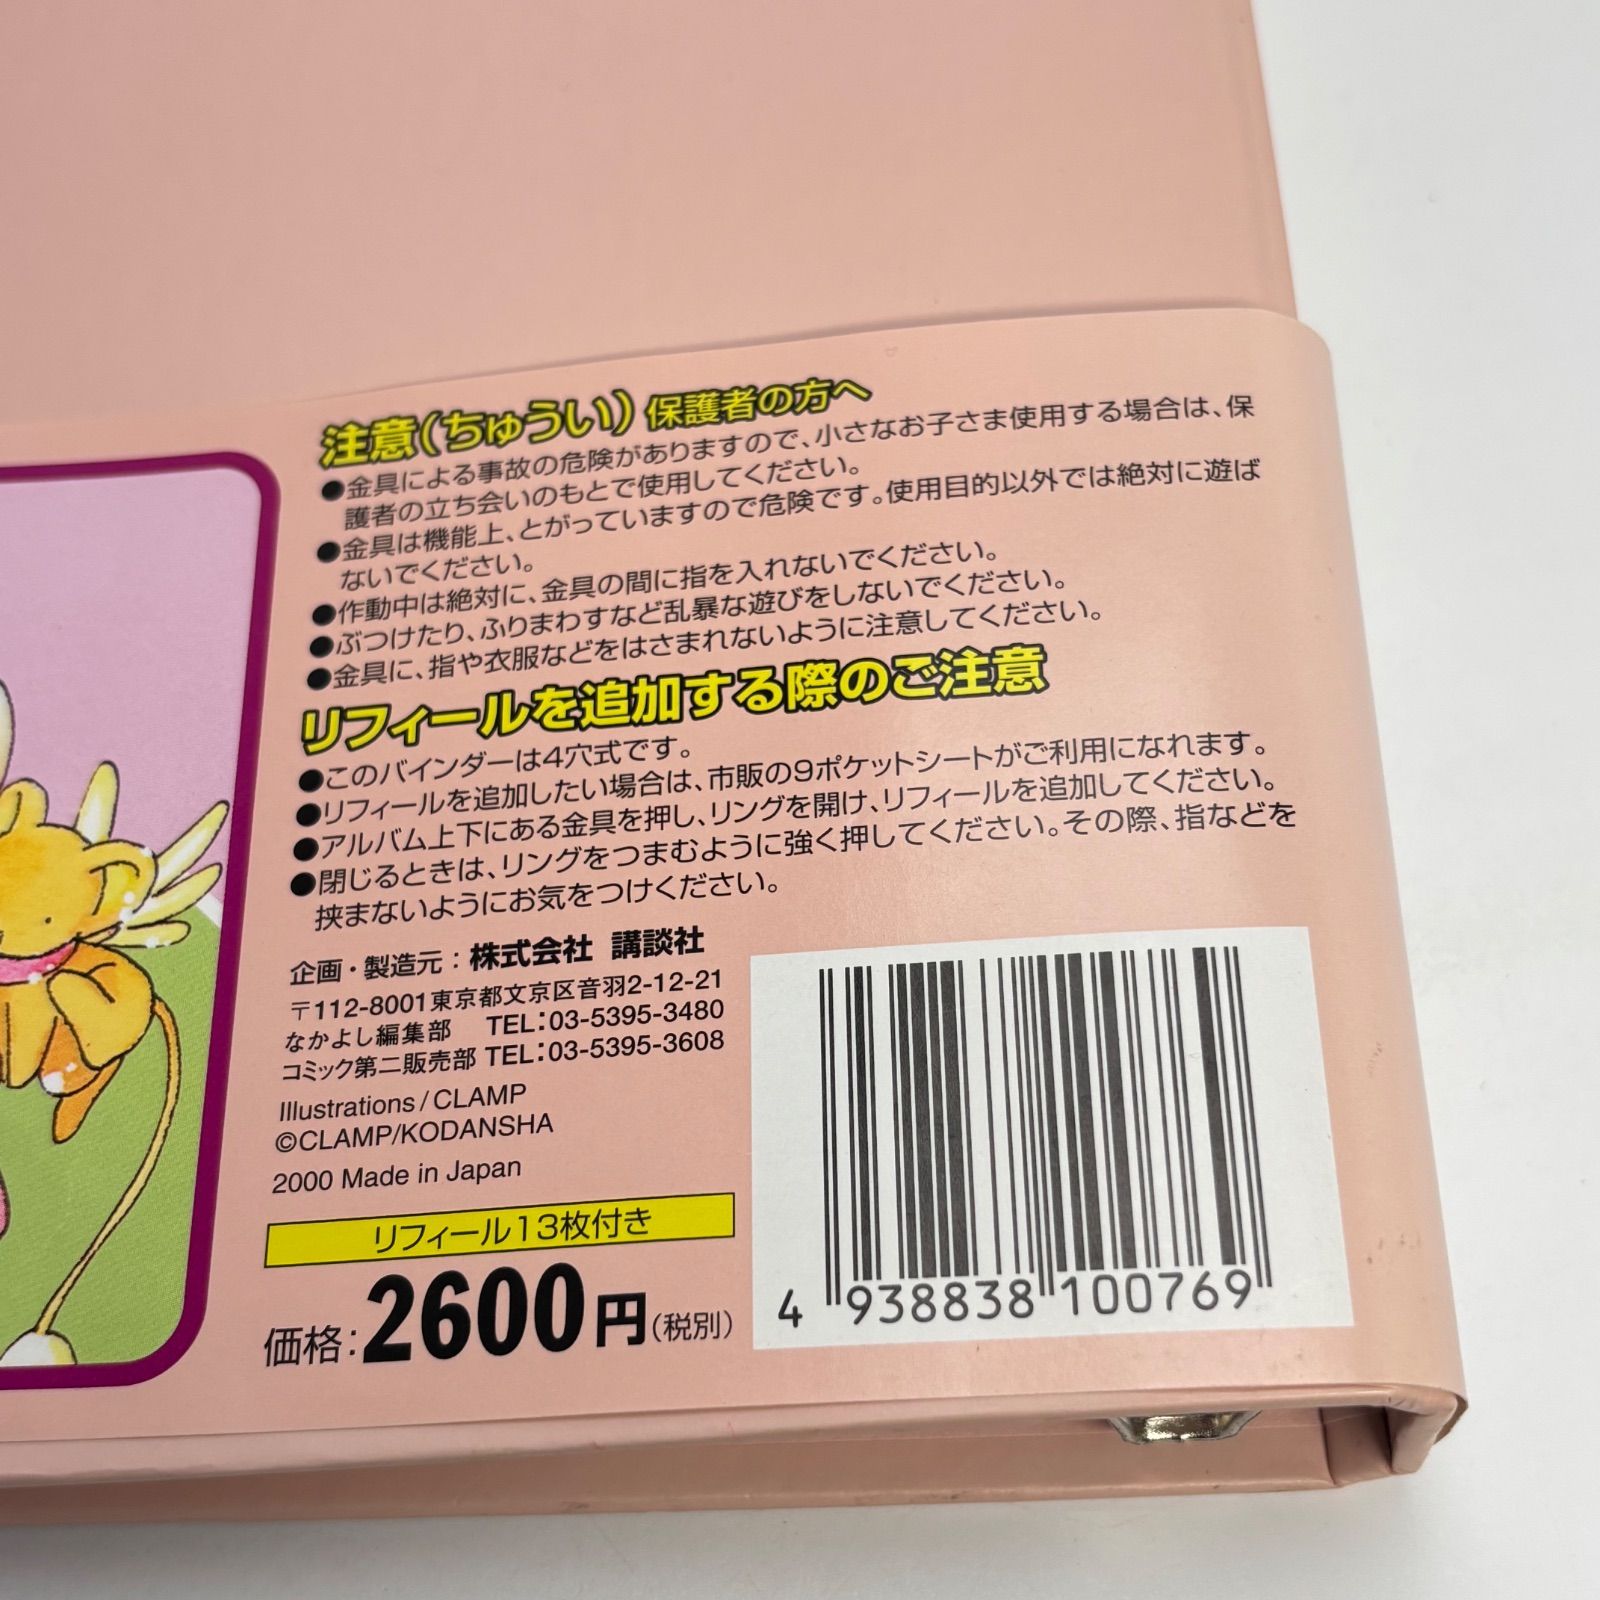 注意(ちゅうい) 保護者の方へ
●金具による事故の危険がありますので、小さなお子さま使用する場合は、保
護者の立ち会いのもとで使用してください。
●金具は機能上、とがっていますので危険です。使用目的以外では絶対に遊ば
ないでください。
●作動中は絶対に、金具の間に指を入れないでください。
●ぶつけたり、ふりまわすなど乱暴な遊びをしないでください。
●金具に、指や衣服などをはさまれないように注意してください。
リフィールを追加する際のご注意
●このバインダーは4穴式です。
●リフィールを追加したい場合は、市販の9ポケットシートがご利用になれます。
●アルバム上下にある金具を押し、リングを開け、リフィールを追加してください。
●閉じるときは、リングをつまむように強く押してください。その際、指などを
挟まないようにお気をつけください。
企画・製造元：株式会社 講談社
〒112-8001東京都文京区音羽2-12-21
なかよし編集部 TEL：03-5395-3480
コミック第二販売部 TEL：03-5395-3608
Illustrations/CLAMP
©CLAMP/KODANSHA
2000 Made in Japan
リフィール13枚付き
価格：2600円(税別)
4 938838 100769